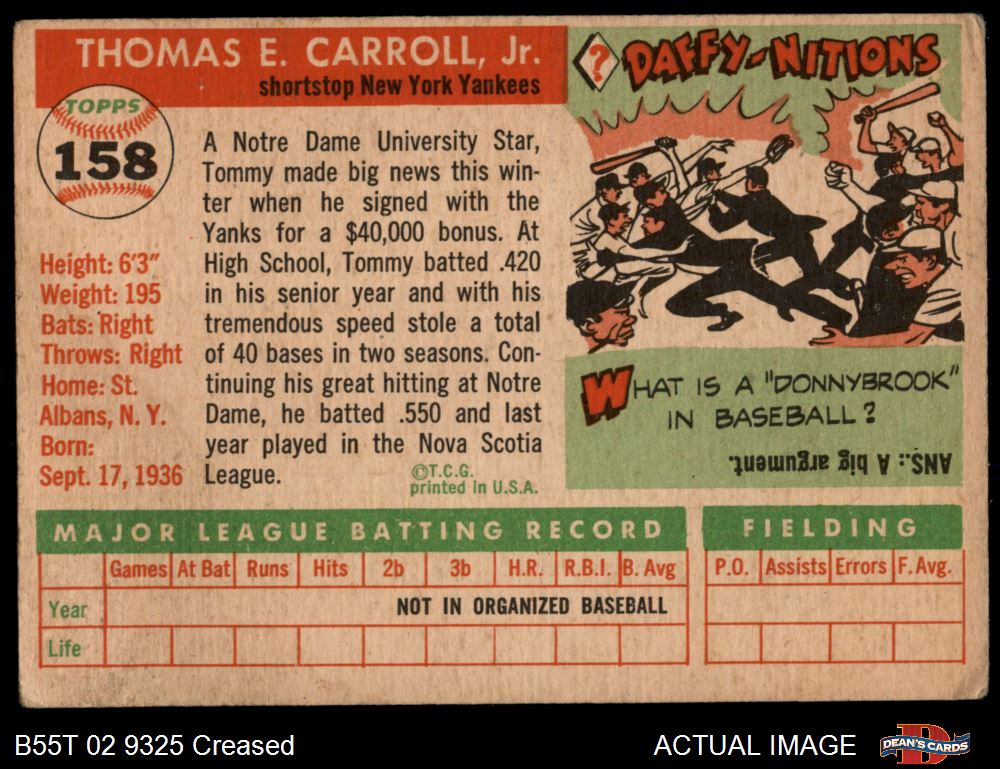 THOMAS E. CARROLL, Jr.
shortstop New York Yankees
TOPPS
158
Height: 6'3"
Weight: 195
Bats: Right
Throws: Right
Home: St.
Albans, N. Y.
Born:
Sept. 17, 1936
A Notre Dame University Star,
Tommy made big news this win-
ter when he signed with the
Yanks for a $40,000 bonus. At
High School, Tommy batted .420
in his senior year and with his
tremendous speed stole a total
of 40 bases in two seasons. Con-
tinuing his great hitting at Notre
Dame, he batted .550 and last
year played in the Nova Scotia
League.
©T.C.G.
printed in U.S.A.
?
DAFFY-NITIONS
WHAT IS A "DONNYBROOK"
IN BASEBALL?
ANS.: A big argument.
MAJOR LEAGUE BATTING RECORD
Games At Bat Runs Hits 2b 3b H.R. R.B.I. B. Avg
Year NOT IN ORGANIZED BASEBALL
Life
FIELDING
P.O. Assists Errors F. Avg.
B55T 02 9325 Creased
ACTUAL IMAGE
DEAN'S CARDS